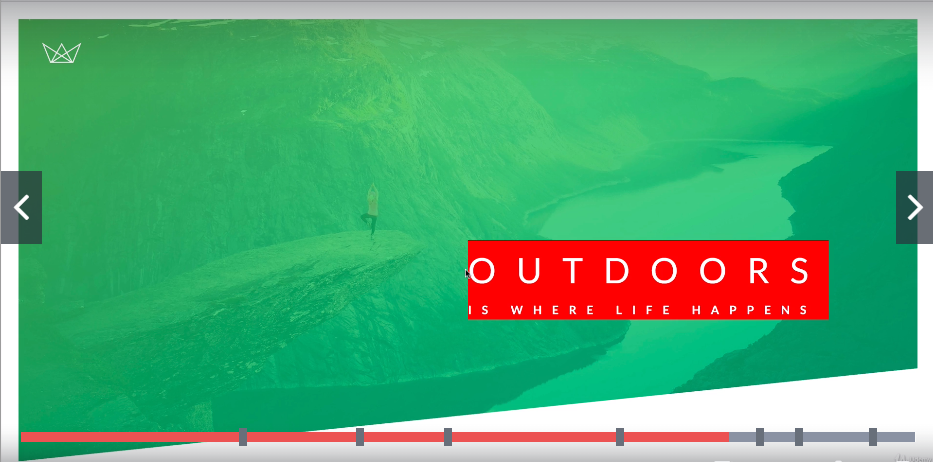 OUTDOORS
IS WHERE LIFE HAPPENS